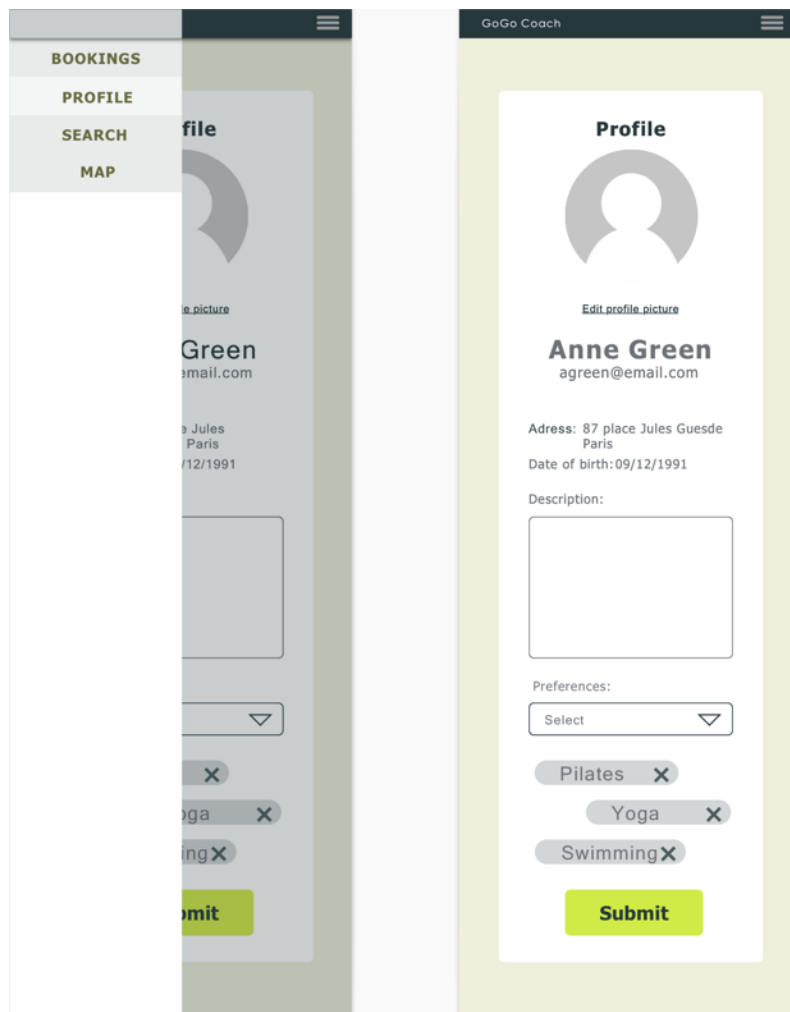 BOOKINGS
PROFILE
SEARCH
MAP
file
e picture
Green
email.com
e Jules
Paris
/12/1991
oga
ing
omit
GoGo Coach
Profile
Edit profile picture
Anne Green
agreen@email.com
Adress: 87 place Jules Guesde
Paris
Date of birth: 09/12/1991
Description:
Preferences:
Select
Pilates
Yoga
Swimming
Submit